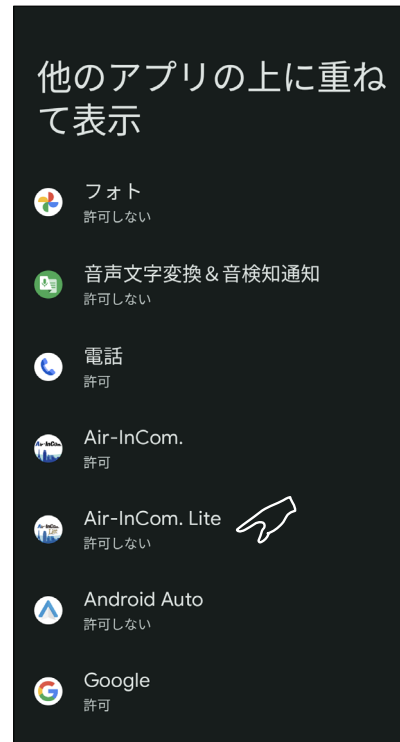 他のアプリの上に重ね
て表示
フォト
許可しない
音声文字変換＆音検知通知
許可しない
電話
許可
Air-InCom.
許可
Air-InCom. Lite
許可しない
Android Auto
許可しない
Google
許可